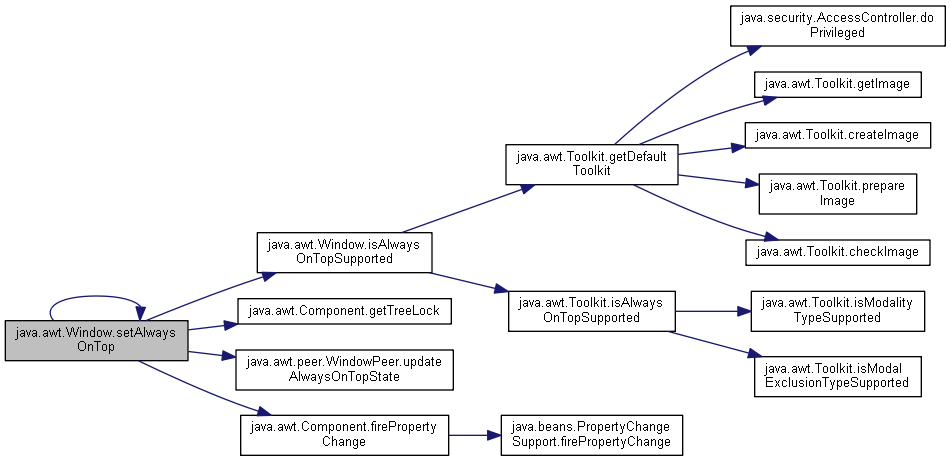 java.security.AccessController.do
Privileged
java.awt.Toolkit.getImage
java.awt.Toolkit.createImage
java.awt.Toolkit.getDefault
Toolkit
java.awt.Toolkit.prepare
Image
java.awt.Window.isAlways
OnTopSupported
java.awt.Toolkit.checkImage
java.awt.Component.getTreeLock
java.awt.Toolkit.isAlways
OnTopSupported
java.awt.Toolkit.isModality
TypeSupported
java.awt.Window.setAlways
OnTop
java.awt.peer.WindowPeer.update
AlwaysOnTopState
java.awt.Toolkit.isModal
ExclusionTypeSupported
java.awt.Component.fireProperty
Change
java.beans.PropertyChange
Support.firePropertyChange